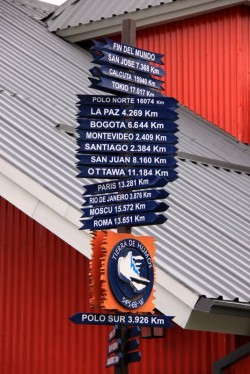 FIN DEL MUNDO
SAN JOSE 7.368 Km
CALCUTA 15940 Km
TOKIO 17.017 Km
POLO NORTE 16074 KM
LA PAZ 4.269 Km
BOGOTA 6.644 Km
MONTEVIDEO 2.409 Km
SANTIAGO 2.384 Km
SAN JUAN 8.160 Km
OTTAWA 11.184 Km
PARIS 13.281 Km
RIO DE JANEIRO 3.876 Km
MOSCU 15.572 Km
ROMA 13.651 Km
TIERRA DE HUMOS
POLO SUR 3.926 Km